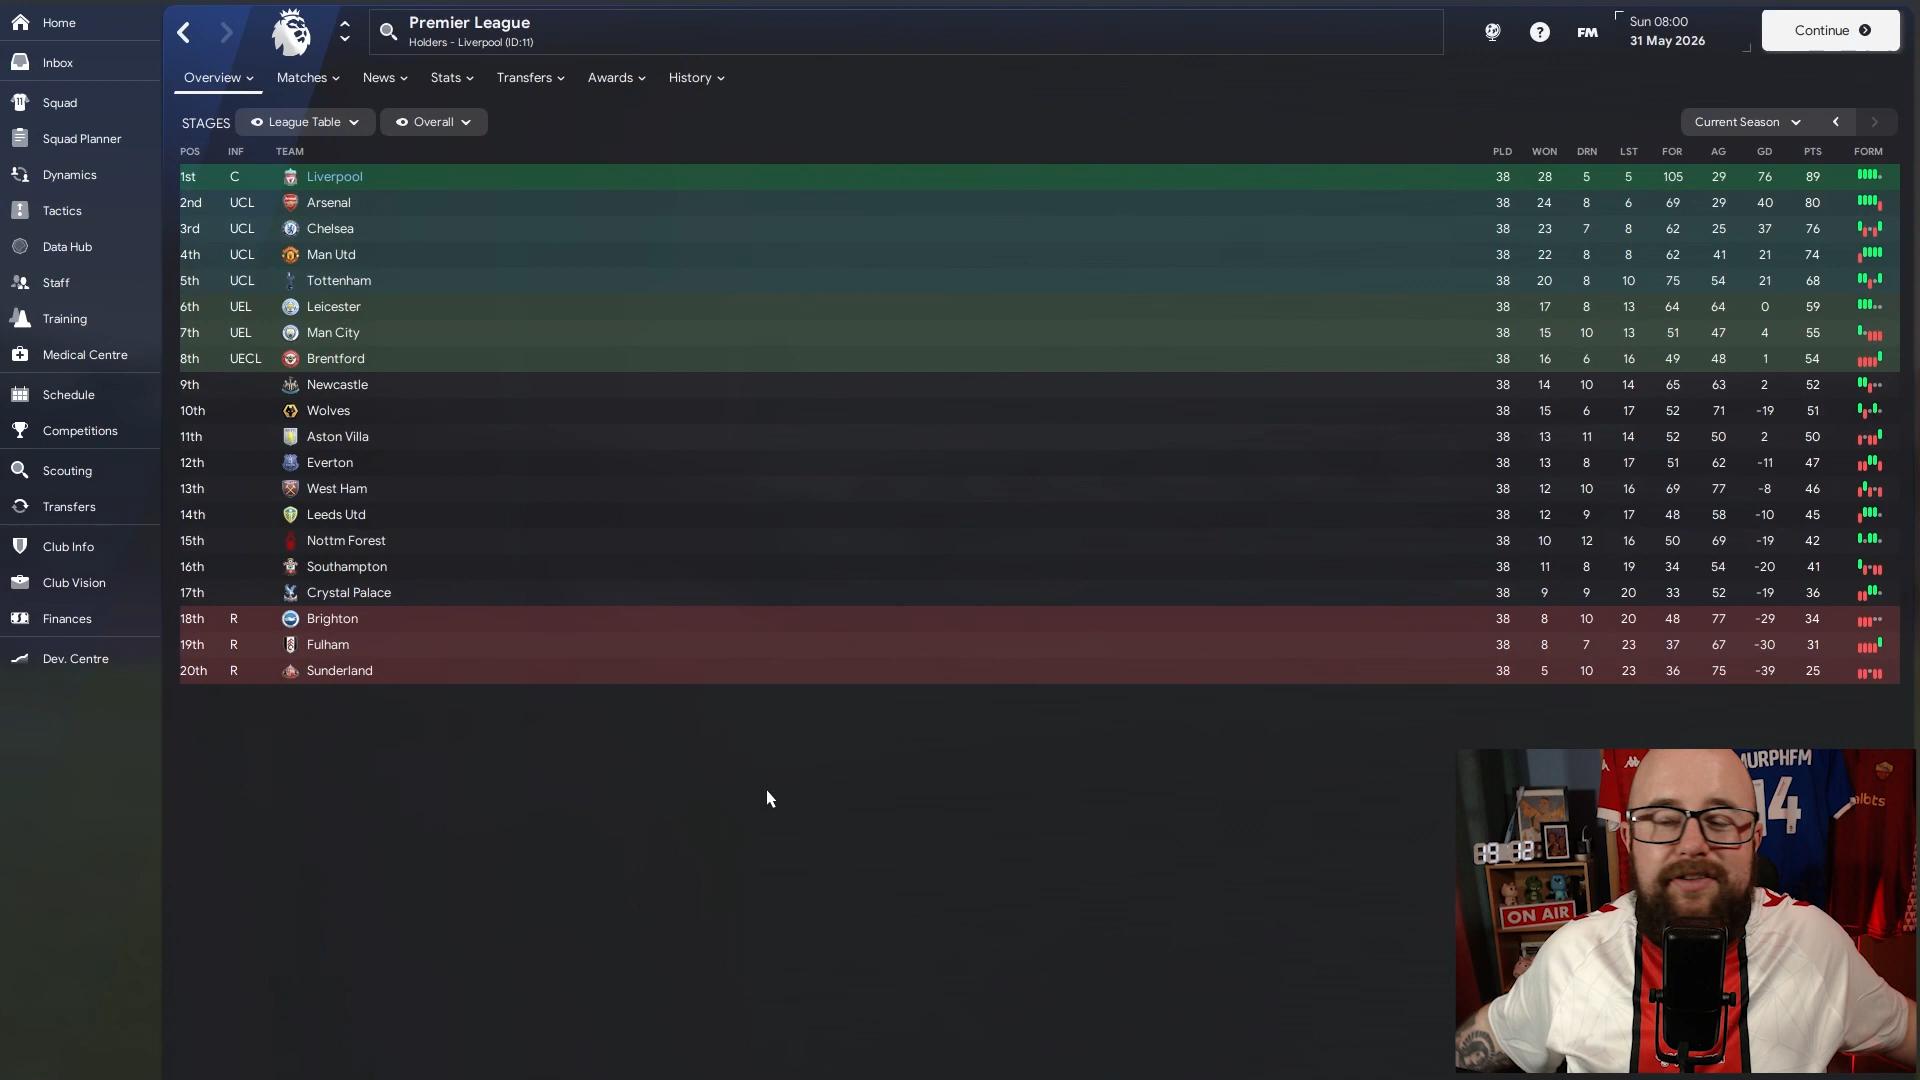 Home
Inbox
Squad
Squad Planner
Dynamics
Tactics
Data Hub
Staff
Training
Medical Centre
Schedule
Competitions
Scouting
Transfers
Club Info
Club Vision
Finances
Dev. Centre
Premier League
Holders - Liverpool (ID:11)
FM
Sun 08:00
31 May 2026
Continue
Overview Matches News Stats Transfers Awards History
STAGES League Table Overall Current Season
POS INF TEAM PLD WON DRN LST FOR AG GD PTS FORM
1st C Liverpool 38 28 5 5 105 29 76 89
2nd UCL Arsenal 38 24 8 6 69 29 40 80
3rd UCL Chelsea 38 23 7 8 62 25 37 76
4th UCL Man Utd 38 22 8 8 62 41 21 74
5th UCL Tottenham 38 20 8 10 75 54 21 68
6th UEL Leicester 38 17 8 13 64 64 0 59
7th UEL Man City 38 15 10 13 51 47 4 55
8th UECL Brentford 38 16 6 16 49 48 1 54
9th Newcastle 38 14 10 14 65 63 2 52
10th Wolves 38 15 6 17 52 71 -19 51
11th Aston Villa 38 13 11 14 52 50 2 50
12th Everton 38 13 8 17 51 62 -11 47
13th West Ham 38 12 10 16 69 77 -8 46
14th Leeds Utd 38 12 9 17 48 58 -10 45
15th Nottm Forest 38 10 12 16 50 69 -19 42
16th Southampton 38 11 8 19 34 54 -20 41
17th Crystal Palace 38 9 9 20 33 52 -19 36
18th R Brighton 38 8 10 20 48 77 -29 34
19th R Fulham 38 8 7 23 37 67 -30 31
20th R Sunderland 38 5 10 23 36 75 -39 25
MURPHFM
14
19 12
ON AIR